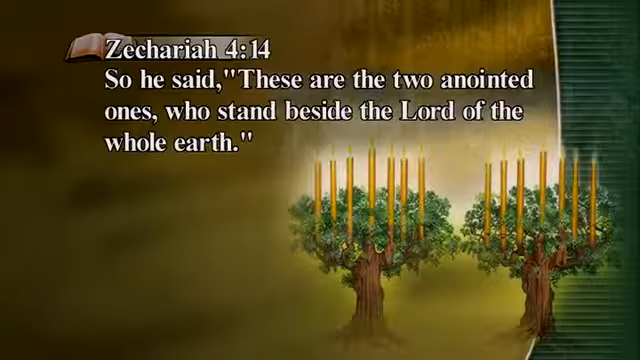 Zechariah 4:14
So he said,"These are the two anointed
ones, who stand beside the Lord of the
whole earth."